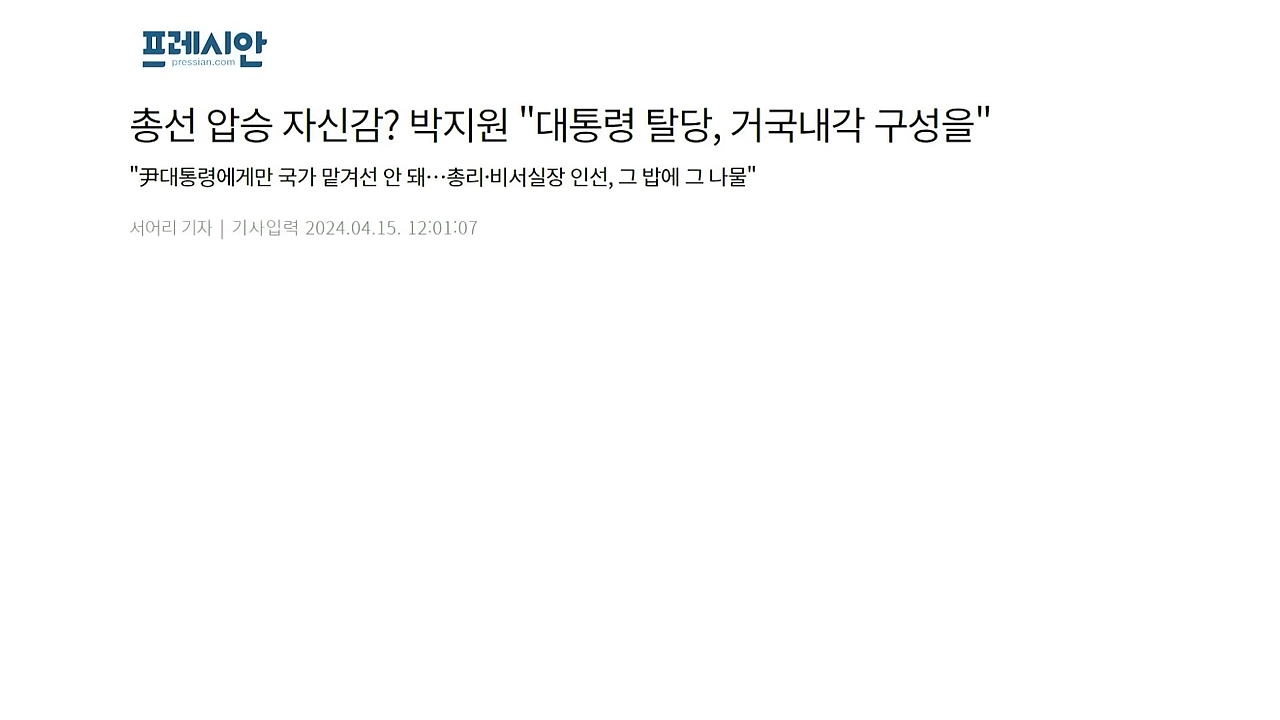 프레시안
pressian.com
총선 압승 자신감? 박지원 "대통령 탈당, 거국내각 구성을"
"尹대통령에게만 국가 맡겨선 안 돼…총리·비서실장 인선, 그 밥에 그 나물"
서어리 기자 | 기사입력 2024.04.15. 12:01:07